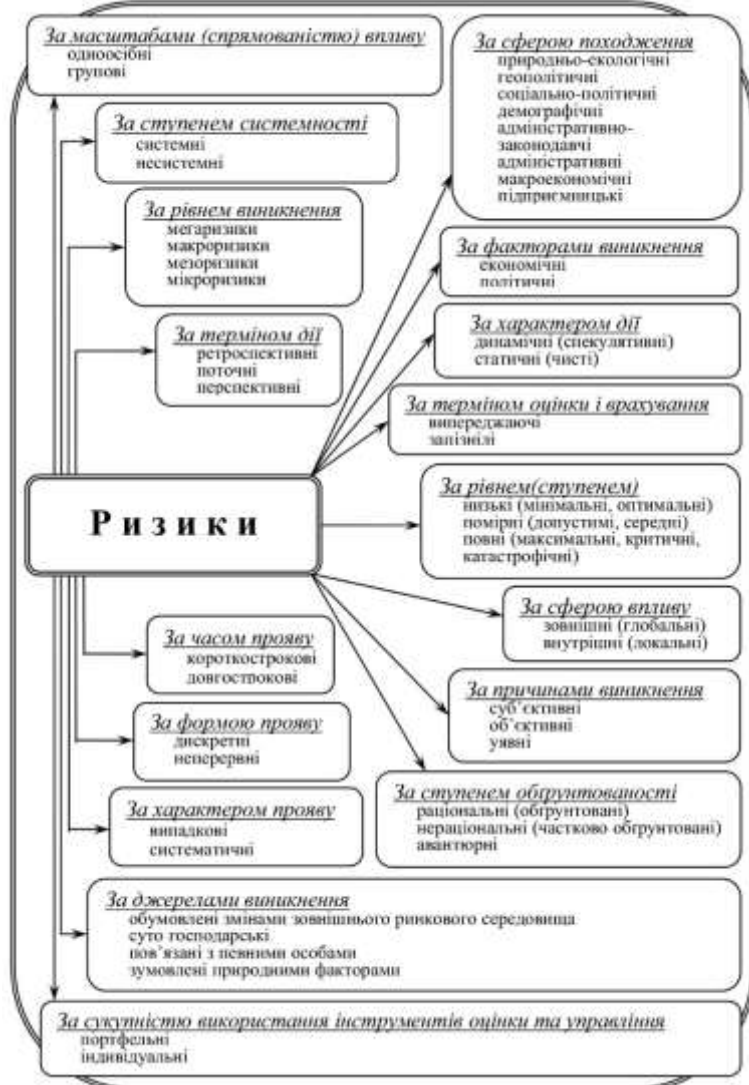 За масштабами (спрямованістю) впливу
одноосібні
групові
За ступенем системності
системні
несистемні
За рівнем виникнення
мегаризики
макроризики
мезоризики
мікроризики
За терміном дії
ретроспективні
поточні
перспективні
За сферою походження
природньо-екологічні
геополітичні
соціально-політичні
демографічні
адміністративно-
законодавчі
адміністративні
макроекономічні
підприємницькі
За факторами виникнення
економічні
політичні
За характером дії
динамічні (спекулятивні)
статичні (чисті)
За терміном оцінки і врахування
випереджаючі
запізнілі
Ризики
За рівнем(ступенем)
низькі (мінімальні, оптимальні)
помірні (допустимі, середні)
повні (максимальні, критичні,
катастрофічні)
За сферою впливу
зовнішні (глобальні)
внутрішні (локальні)
За причинами виникнення
суб’єктивні
об’єктивні
уявні
За ступенем обґрунтованості
раціональні (обґрунтовані)
нераціональні (частково обґрунтовані)
авантюрні
За часом прояву
короткострокові
довгострокові
За формою прояву
дискретні
неперервні
За характером прояву
випадкові
систематичні
За джерелами виникнення
обумовлені змінами зовнішнього ринкового середовища
суто господарські
пов’язані з певними особами
зумовлені природними факторами
За сукупністю використання інструментів оцінки та управління
портфельні
індивідуальні